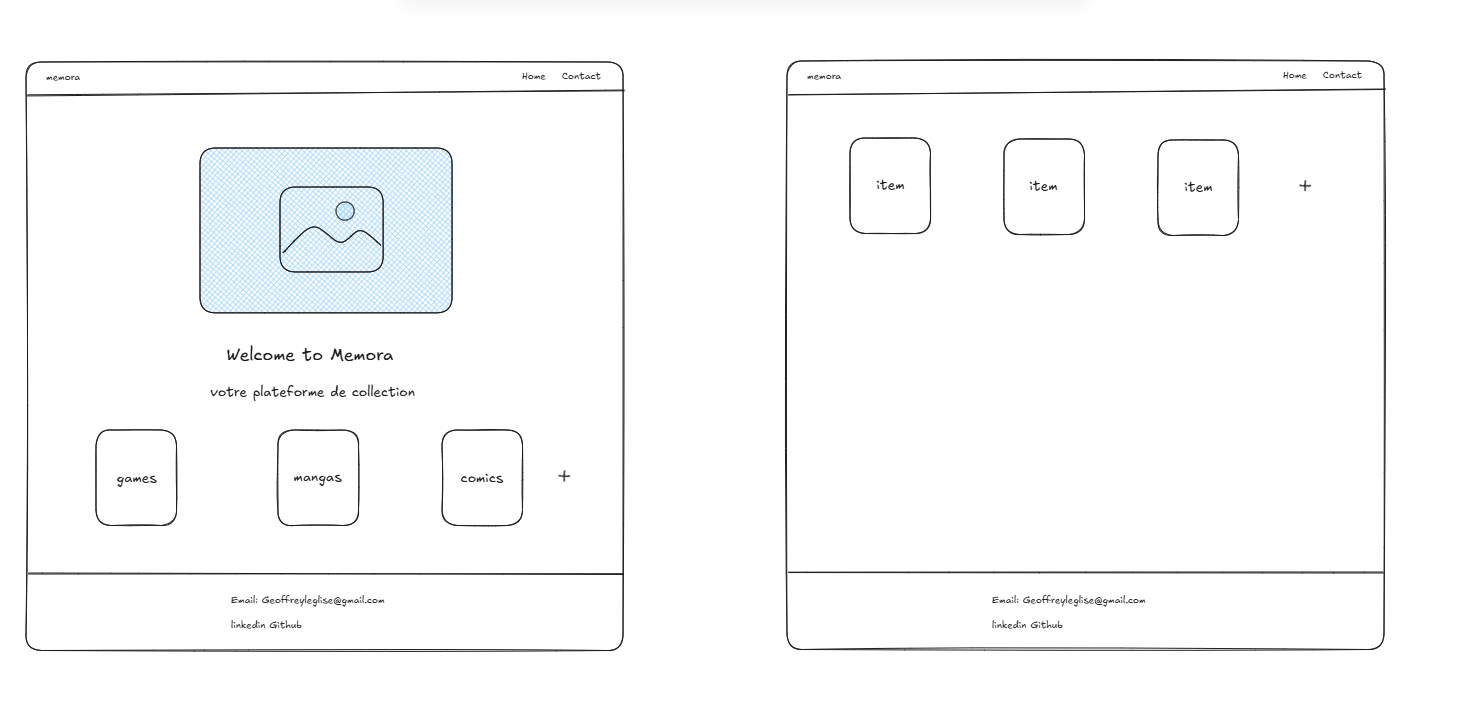 memora Home Contact
Welcome to Memora
votre plateforme de collection
games mangas comics +
Email: Geoffreyleglise@gmail.com
linkedin Github
memora Home Contact
item item item +
Email: Geoffreyleglise@gmail.com
linkedin Github